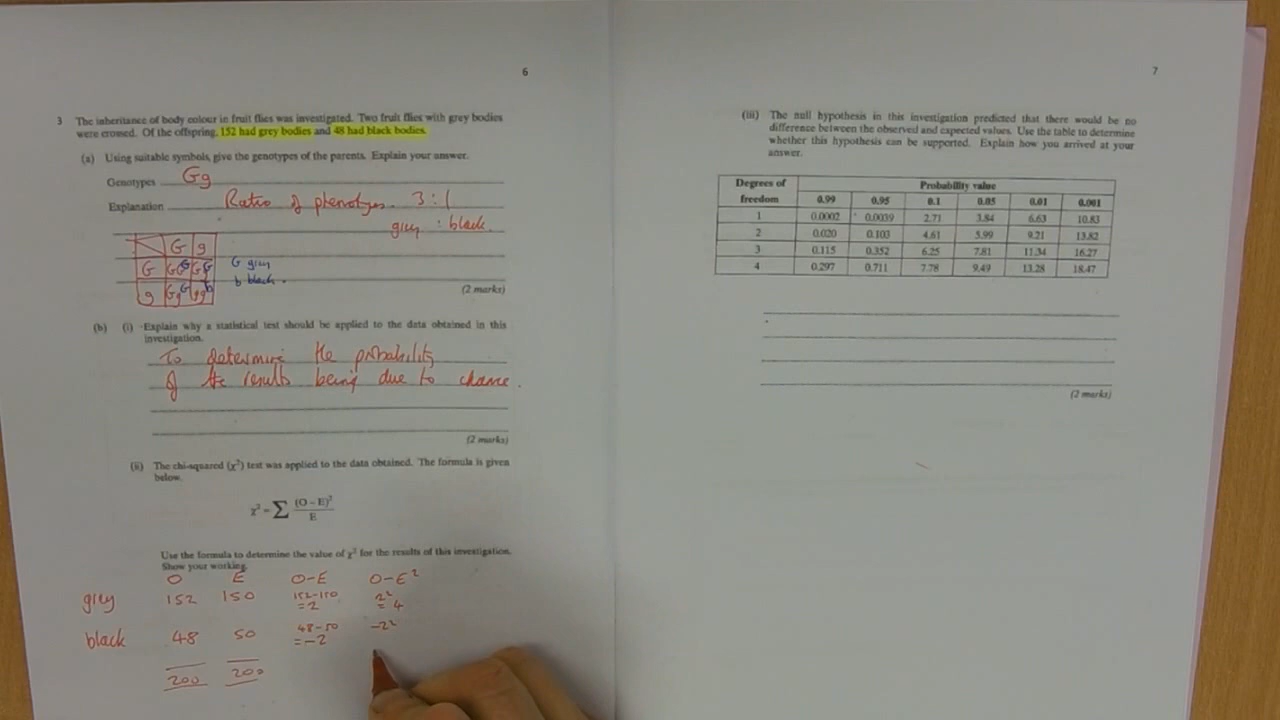 6
3 The inheritance of body colour in fruit flies was investigated. Two fruit flies with grey bodies
were crossed. Of the offspring, 152 had grey bodies and 48 had black bodies.
(a) Using suitable symbols, give the genotypes of the parents. Explain your answer.
Genotypes Gg
Explanation Ratio of phenotypes. 3:1
grey : black.
G g
G GG Gg G grey
g Gg gg b black.
(2 marks)
(b) (i) Explain why a statistical test should be applied to the data obtained in this
investigation.
To determine the probability
of the results being due to chance.
(2 marks)
(ii) The chi-squared (χ²) test was applied to the data obtained. The formula is given
below.
χ² = ∑ (O – E)²
E
Use the formula to determine the value of χ² for the results of this investigation.
Show your working.
O E O-E O-E²
grey 152 150 152-150 2²
=2 = 4
black 48 50 48-50 -2²
=-2
200 200
7
(iii) The null hypothesis in this investigation predicted that there would be no
difference between the observed and expected values. Use the table to determine
whether this hypothesis can be supported. Explain how you arrived at your
answer.
Degrees of Probability value
freedom 0.99 0.95 0.1 0.05 0.01 0.001
1 0.0002 0.0039 2.71 3.84 6.63 10.83
2 0.020 0.103 4.61 5.99 9.21 13.82
3 0.115 0.352 6.25 7.81 11.34 16.27
4 0.297 0.711 7.78 9.49 13.28 18.47
(2 marks)